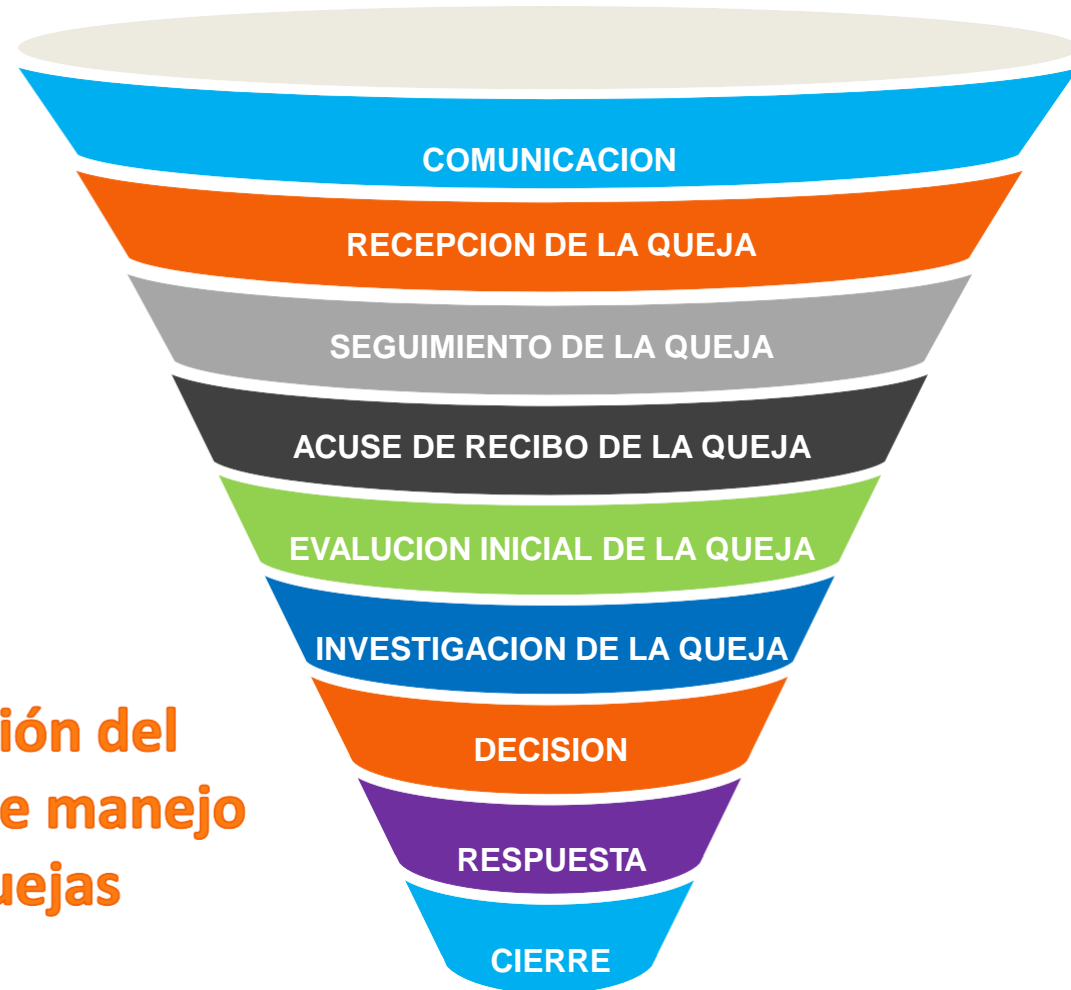 COMUNICACION
RECEPCION DE LA QUEJA
SEGUIMIENTO DE LA QUEJA
ACUSE DE RECIBO DE LA QUEJA
EVALUCION INICIAL DE LA QUEJA
INVESTIGACION DE LA QUEJA
DECISION
RESPUESTA
CIERRE
ión del
e manejo
uejas